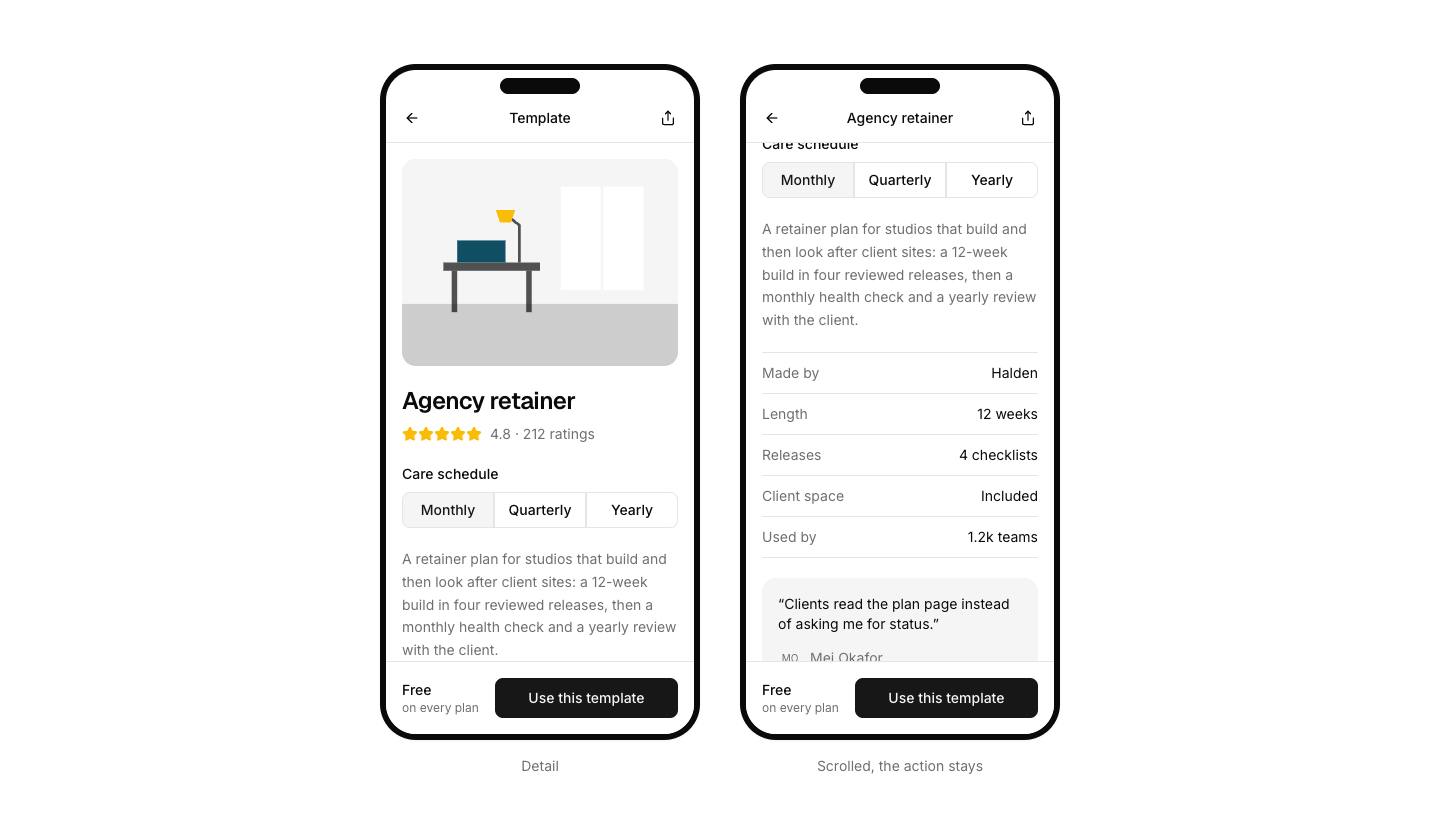 Template
Agency retainer
4.8 · 212 ratings
Care schedule
Monthly
Quarterly
Yearly
A retainer plan for studios that build and
then look after client sites: a 12-week
build in four reviewed releases, then a
monthly health check and a yearly review
with the client.
Free
on every plan
Use this template
Detail
Agency retainer
Care schedule
Monthly
Quarterly
Yearly
A retainer plan for studios that build and
then look after client sites: a 12-week
build in four reviewed releases, then a
monthly health check and a yearly review
with the client.
Made by
Halden
Length
12 weeks
Releases
4 checklists
Client space
Included
Used by
1.2k teams
“Clients read the plan page instead
of asking me for status.”
MO
Mei Okafor
Free
on every plan
Use this template
Scrolled, the action stays